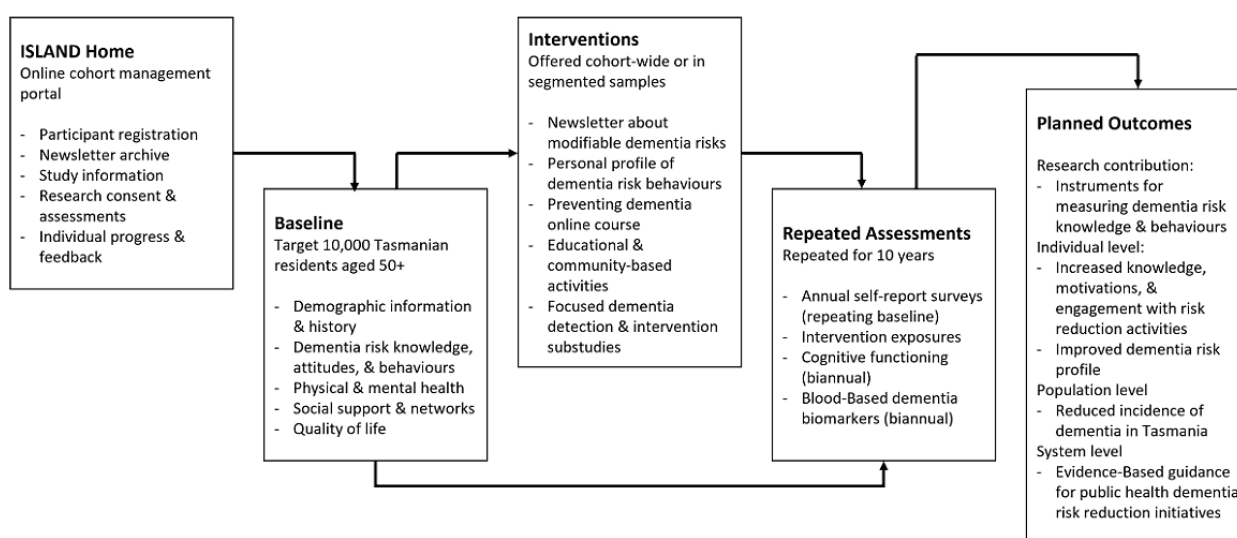 ISLAND Home
Online cohort management
portal
- Participant registration
- Newsletter archive
- Study information
- Research consent &
assessments
- Individual progress &
feedback
Baseline
Target 10,000 Tasmanian
residents aged 50+
- Demographic information
& history
- Dementia risk knowledge,
attitudes, & behaviours
- Physical & mental health
- Social support & networks
- Quality of life
Interventions
Offered cohort-wide or in
segmented samples
- Newsletter about
modifiable dementia risks
- Personal profile of
dementia risk behaviours
- Preventing dementia
online course
- Educational &
community-based
activities
- Focused dementia
detection & intervention
substudies
Repeated Assessments
Repeated for 10 years
- Annual self-report surveys
(repeating baseline)
- Intervention exposures
- Cognitive functioning
(biannual)
- Blood-Based dementia
biomarkers (biannual)
Planned Outcomes
Research contribution:
- Instruments for
measuring dementia risk
knowledge & behaviours
Individual level:
- Increased knowledge,
motivations, &
engagement with risk
reduction activities
- Improved dementia risk
profile
Population level
- Reduced incidence of
dementia in Tasmania
System level
- Evidence-Based guidance
for public health dementia
risk reduction initiatives